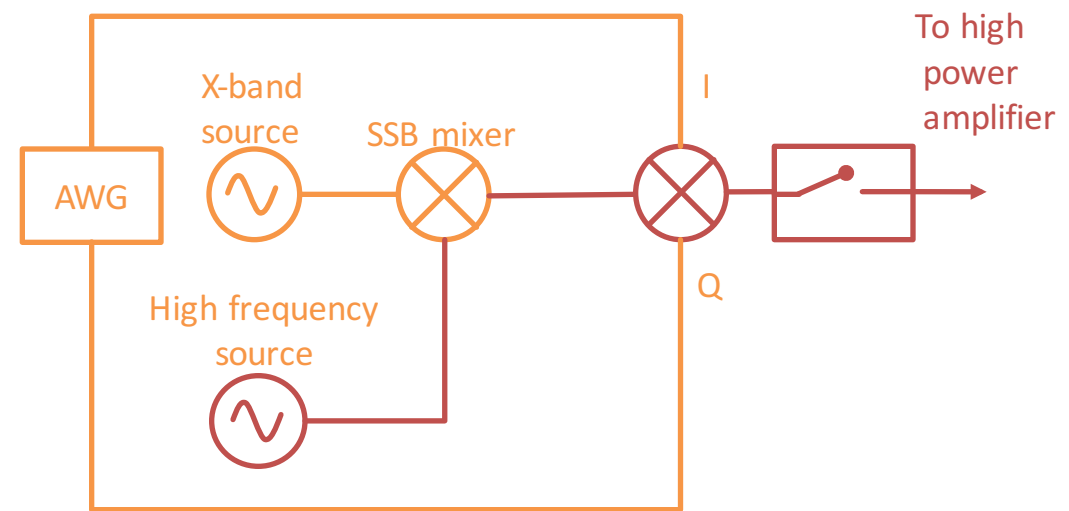 To high
power
amplifier
X-band
source
I
SSB mixer
AWG
Q
High frequency
source